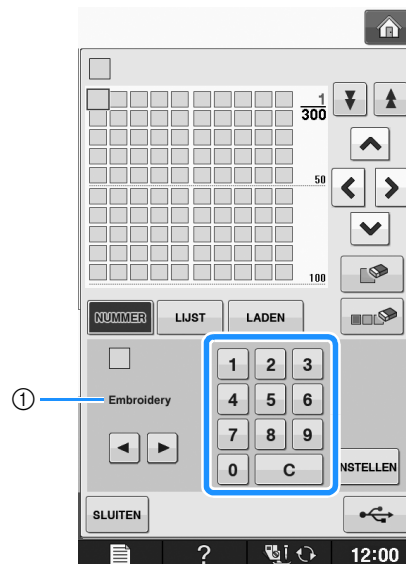 1
300
50
100
NUMMER LIJST LADEN
1 2 3
① Embroidery 4 5 6
7 8 9
0 C
NSTELLEN
SLUITEN
? 12:00